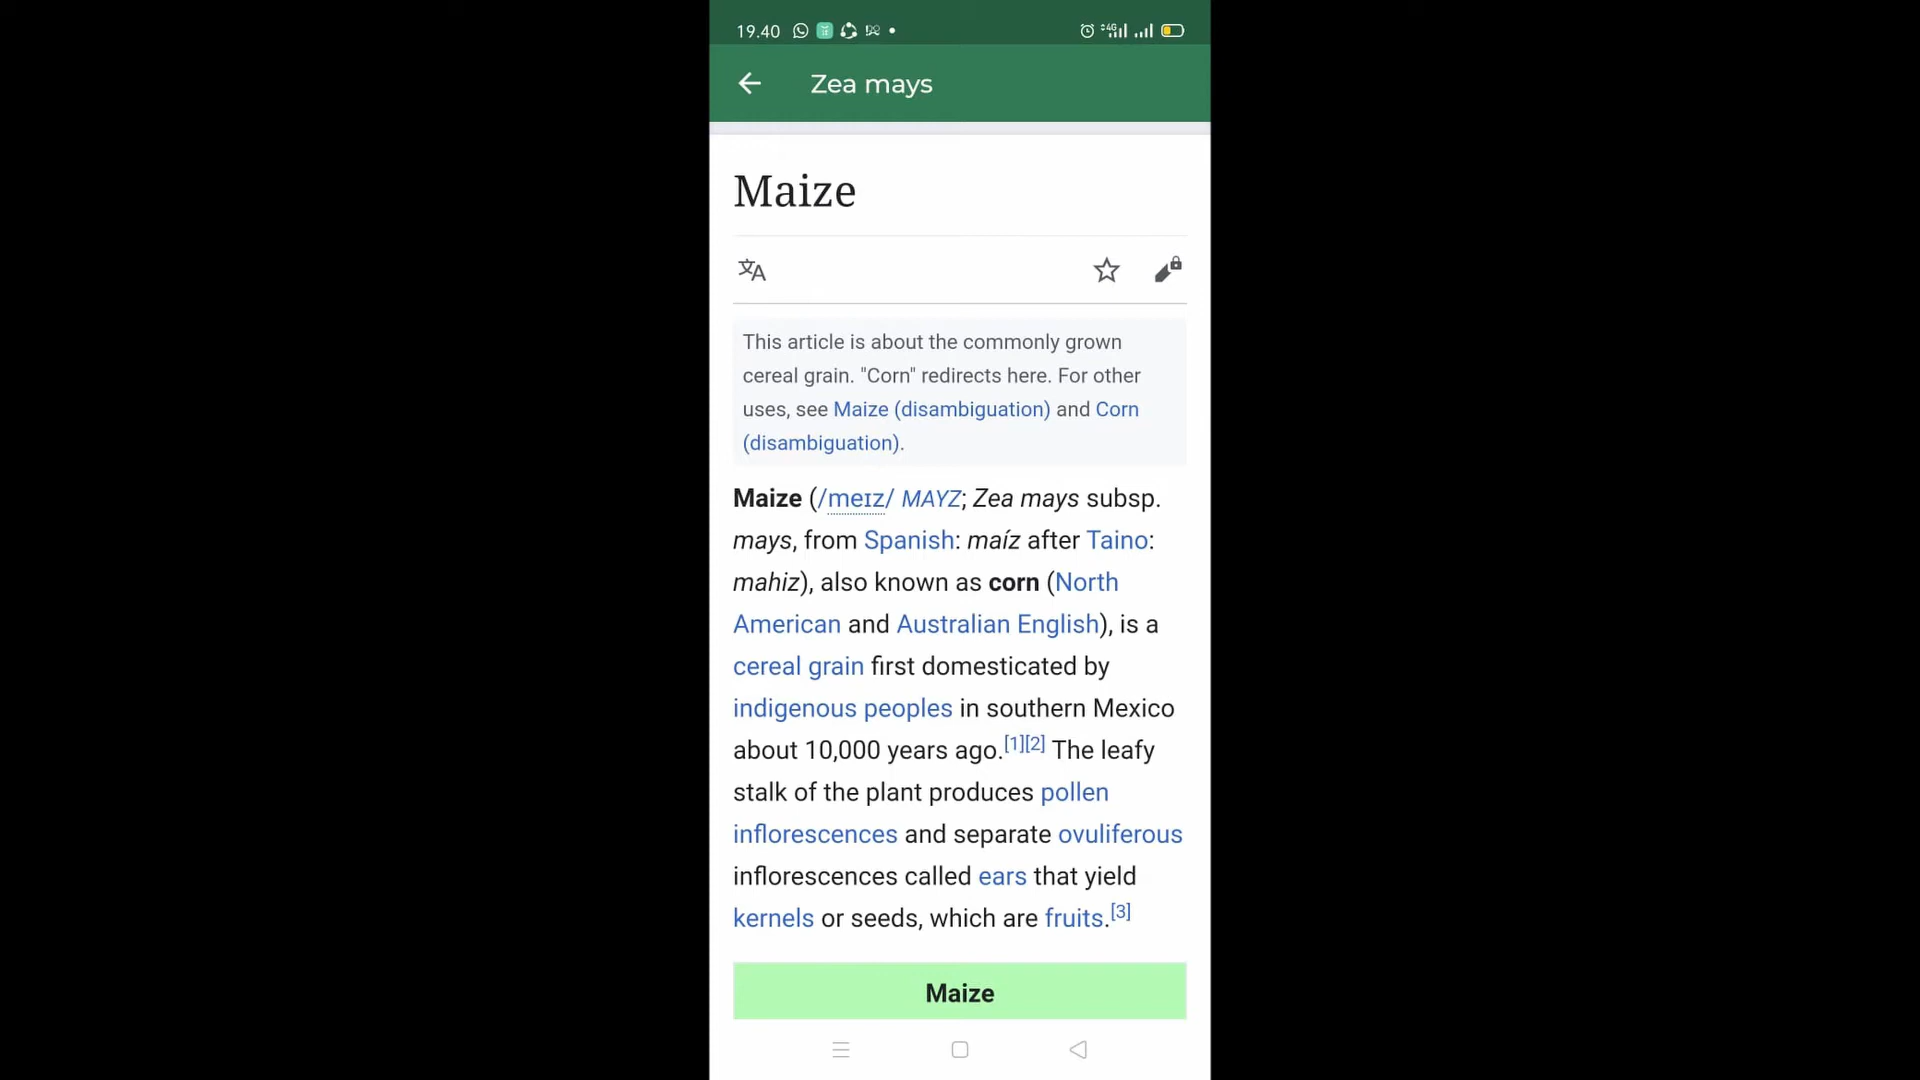 19.40
4G
Zea mays
Maize
This article is about the commonly grown
cereal grain. "Corn" redirects here. For other
uses, see Maize (disambiguation) and Corn
(disambiguation).
Maize (/meɪz/ MAYZ; Zea mays subsp.
mays, from Spanish: maíz after Taino:
mahiz), also known as corn (North
American and Australian English), is a
cereal grain first domesticated by
indigenous peoples in southern Mexico
about 10,000 years ago.[1][2] The leafy
stalk of the plant produces pollen
inflorescences and separate ovuliferous
inflorescences called ears that yield
kernels or seeds, which are fruits.[3]
Maize